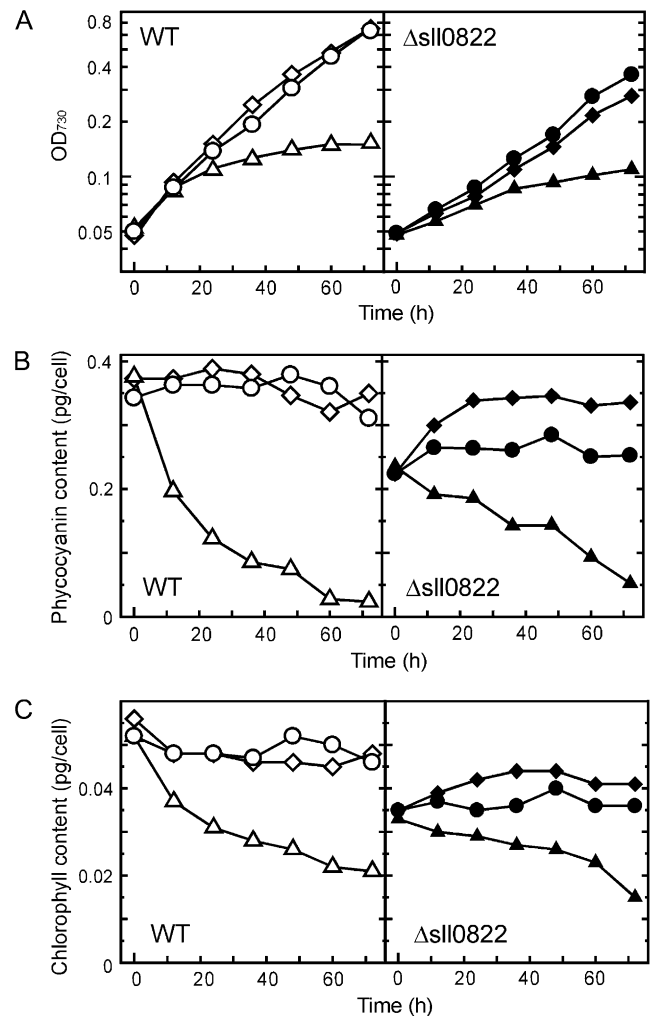 A
WT
Δsll0822
OD730
0.8
0.4
0.2
0.1
0.05
0 20 40 60 0 20 40 60
Time (h)
B
Phycocyanin content (pg/cell)
0.4
0.2
0
WT
Δsll0822
0 20 40 60 0 20 40 60
Time (h)
C
Chlorophyll content (pg/cell)
0.04
0.02
0
WT
Δsll0822
0 20 40 60 0 20 40 60
Time (h)